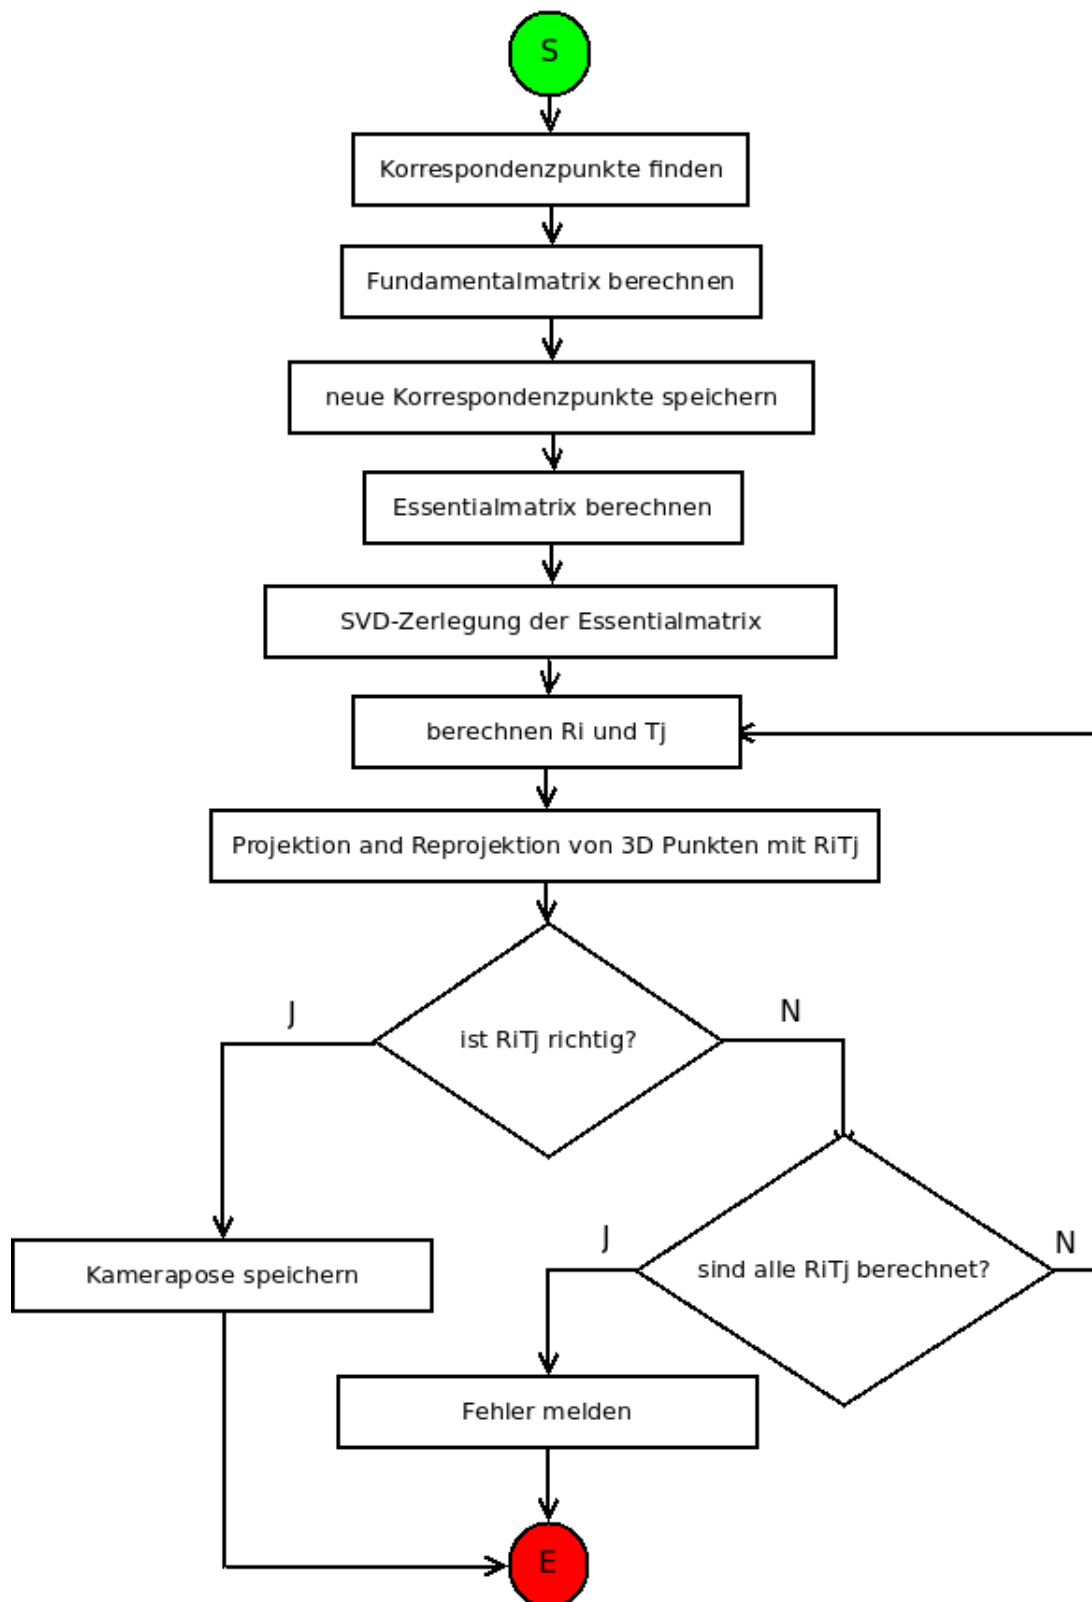 S
Korrespondenzpunkte finden
Fundamentalmatrix berechnen
neue Korrespondenzpunkte speichern
Essentialmatrix berechnen
SVD-Zerlegung der Essentialmatrix
berechnen Ri und Tj
Projektion and Reprojektion von 3D Punkten mit RiTj
J
N
ist RiTj richtig?
J
N
sind alle RiTj berechnet?
Kamerapose speichern
Fehler melden
E